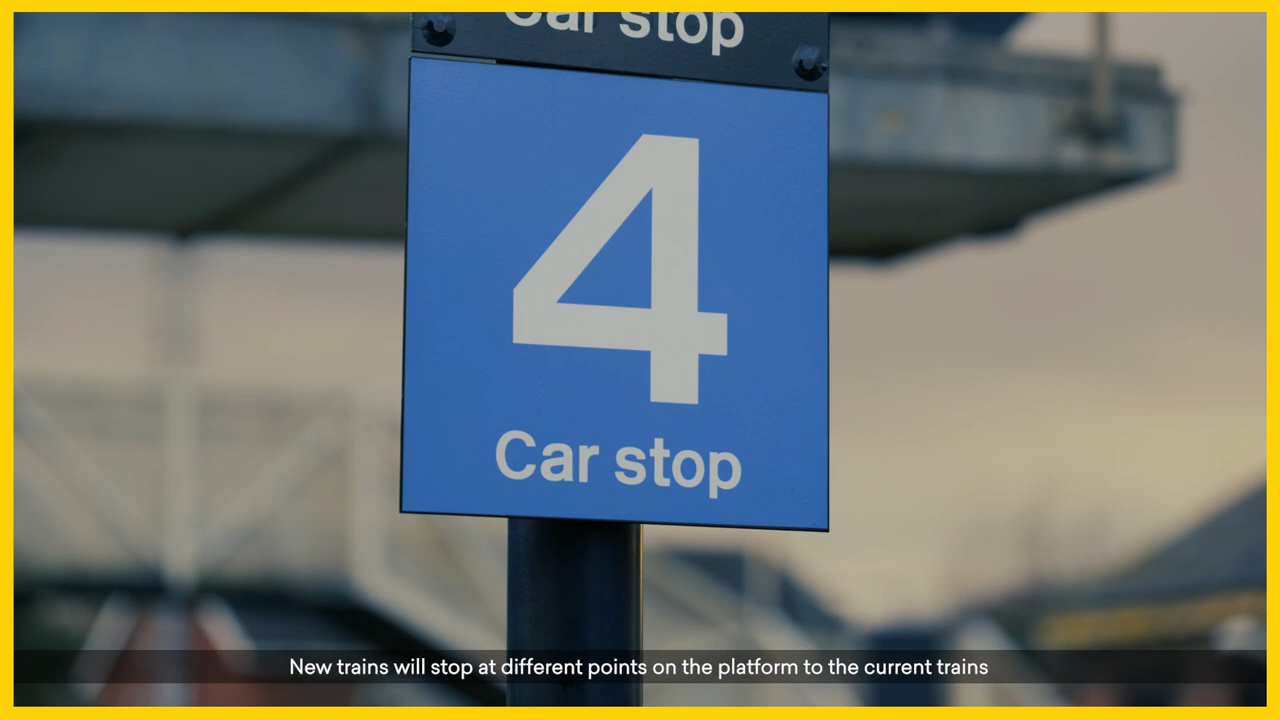 Car stop
4
Car stop
New trains will stop at different points on the platform to the current trains